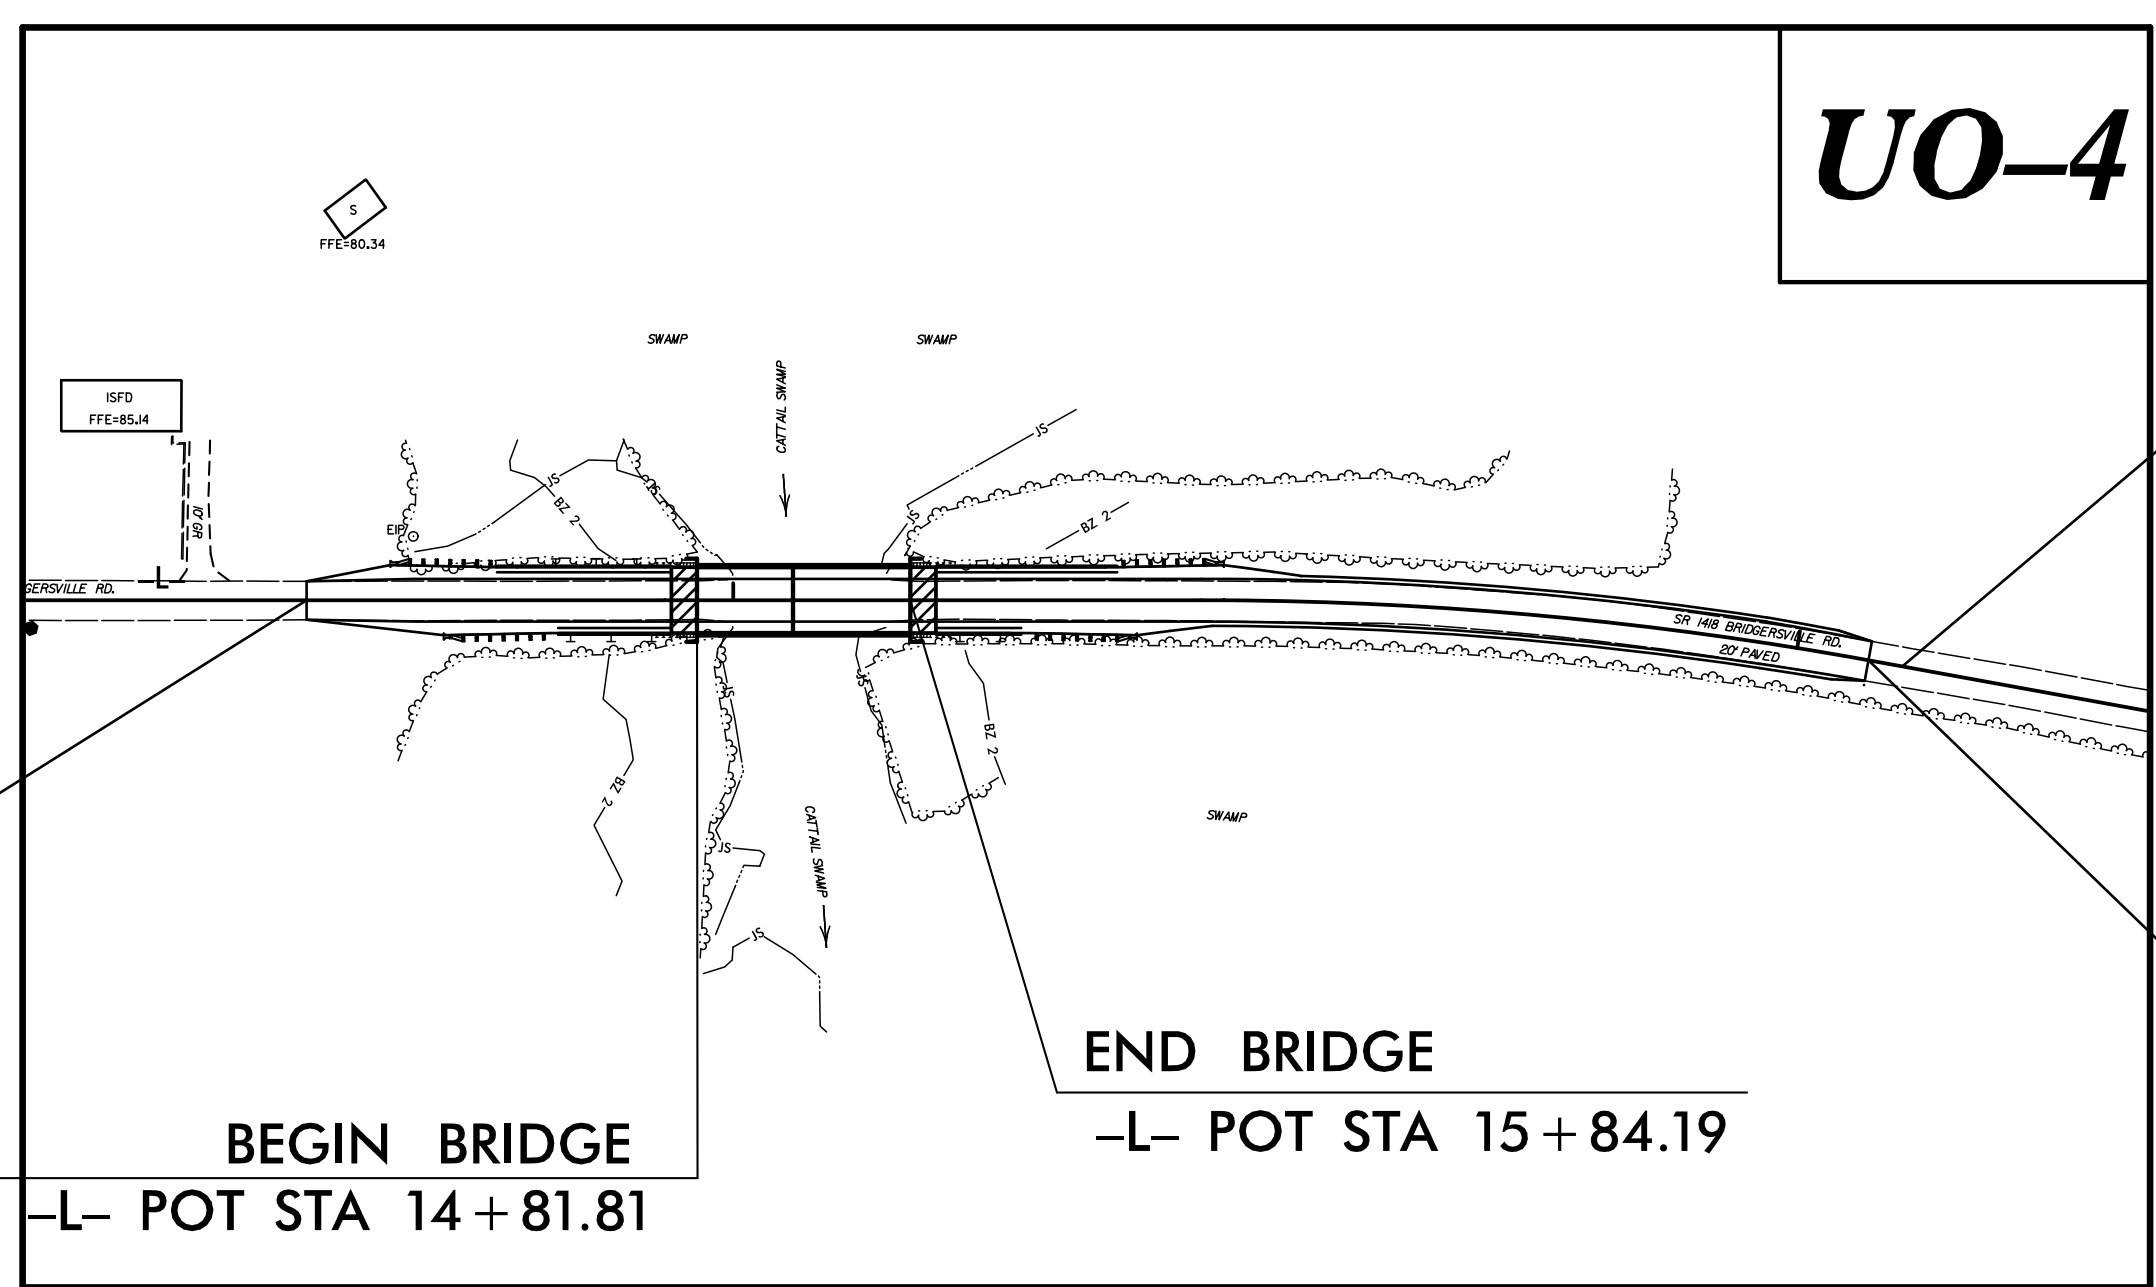 UO–4
S
FFE=80.34
SWAMP
SWAMP
CATTAIL SWAMP
ISFD
FFE=85.14
JS
JS
JS
JS
BZ 2
BZ 2
10' GR
EIP
–L–
GERSVILLE RD.
SR 1418 BRIDGERSVILLE RD.
20' PAVED
JS
JS
BZ 2
BZ 2
CATTAIL SWAMP
SWAMP
JS
JS
END BRIDGE
–L– POT STA 15+84.19
BEGIN BRIDGE
–L– POT STA 14+81.81